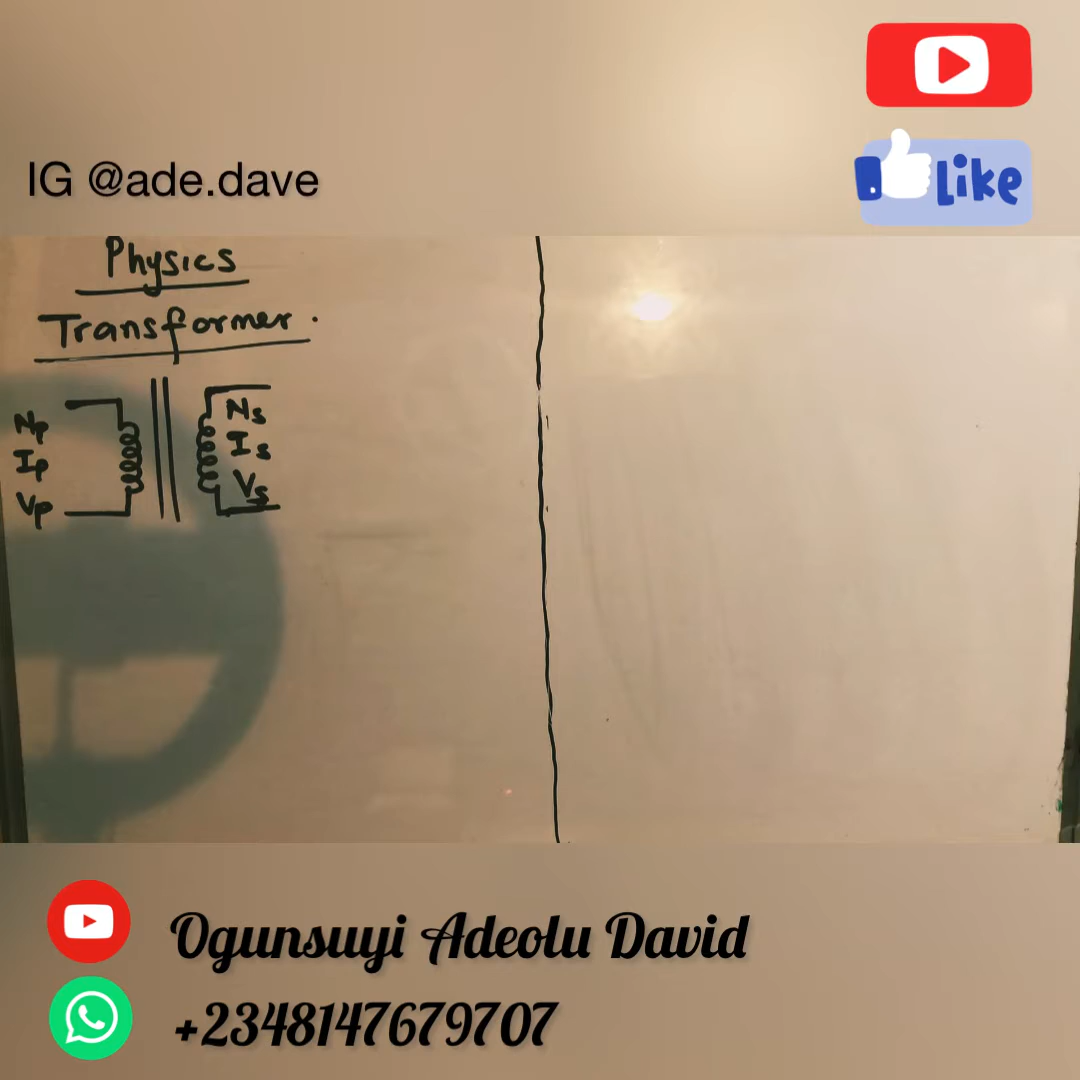 IG @ade.dave
Like
Physics
Transformer.
Np
Ip
Vp
Ns
Is
Vs
Ogunsuyi Adeolu David
+2348147679707